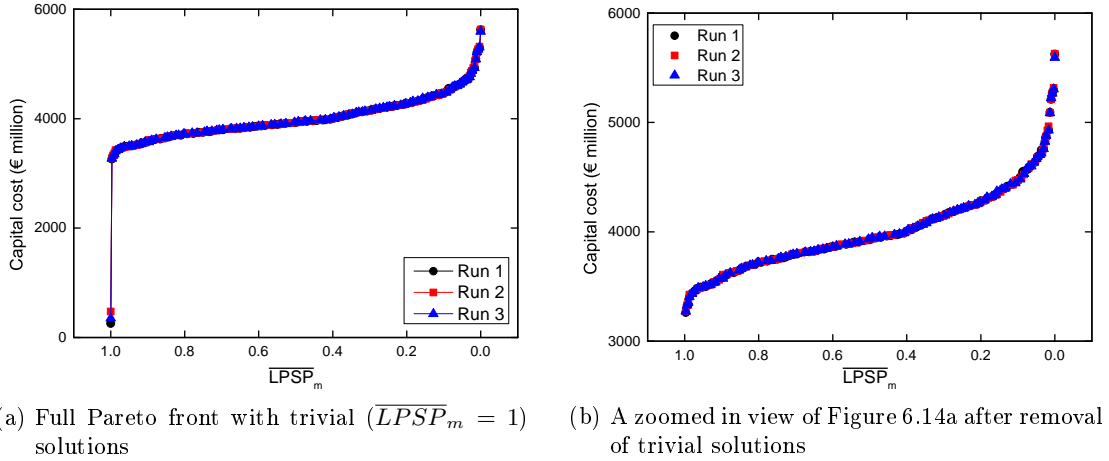 6000
4000
2000
0
Capital cost (€ million)
Run 1
Run 2
Run 3
1.0 0.8 0.6 0.4 0.2 0.0
LPSPm
(a) Full Pareto front with trivial (LPSPm = 1)
solutions
6000
5000
4000
3000
Capital cost (€ million)
Run 1
Run 2
Run 3
1.0 0.8 0.6 0.4 0.2 0.0
LPSPm
(b) A zoomed in view of Figure 6.14a after removal
of trivial solutions